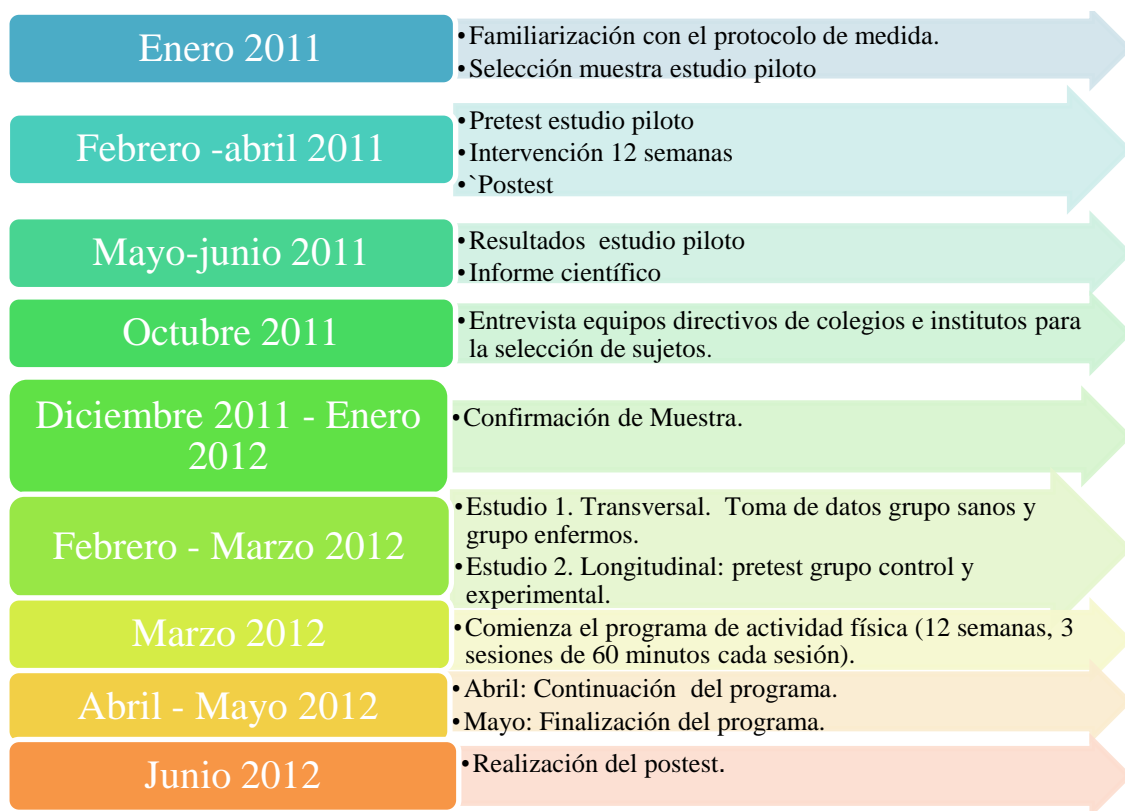 Enero 2011
•Familiarización con el protocolo de medida.
•Selección muestra estudio piloto
Febrero -abril 2011
•Pretest estudio piloto
•Intervención 12 semanas
•`Postest
Mayo-junio 2011
•Resultados  estudio piloto
•Informe científico
Octubre 2011
•Entrevista equipos directivos de colegios e institutos para
la selección de sujetos.
Diciembre 2011 - Enero
2012
•Confirmación de Muestra.
Febrero - Marzo 2012
•Estudio 1. Transversal.  Toma de datos grupo sanos y
grupo enfermos.
•Estudio 2. Longitudinal: pretest grupo control y
experimental.
Marzo 2012
•Comienza el programa de actividad física (12 semanas, 3
sesiones de 60 minutos cada sesión).
Abril - Mayo 2012
•Abril: Continuación  del programa.
•Mayo: Finalización del programa.
Junio 2012
•Realización del postest.